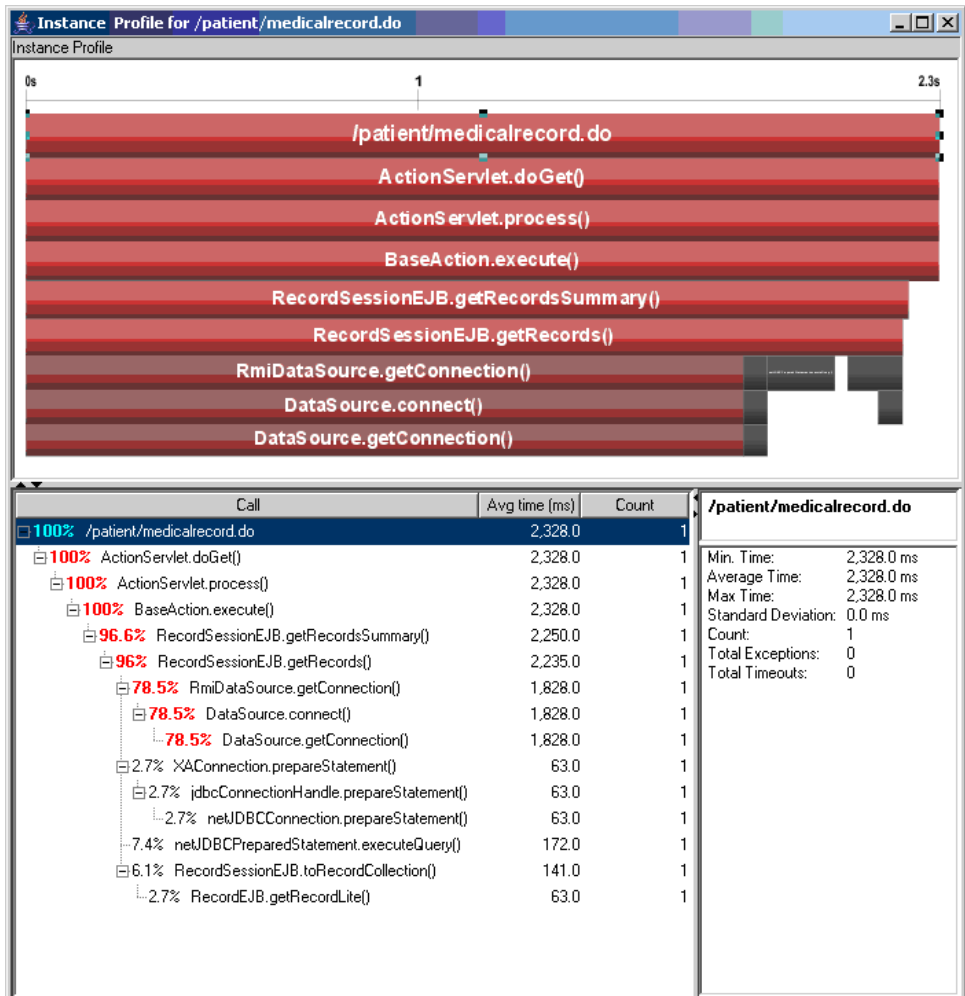 Instance Profile for /patient/medicalrecord.do
Instance Profile
0s 1 2.3s
/patient/medicalrecord.do
ActionServlet.doGet()
ActionServlet.process()
BaseAction.execute()
RecordSessionEJB.getRecordsSummary()
RecordSessionEJB.getRecords()
RmiDataSource.getConnection()
DataSource.connect()
DataSource.getConnection()
Call Avg time (ms) Count
100% /patient/medicalrecord.do 2,328.0 1
100% ActionServlet.doGet() 2,328.0 1
100% ActionServlet.process() 2,328.0 1
100% BaseAction.execute() 2,328.0 1
96.6% RecordSessionEJB.getRecordsSummary() 2,250.0 1
96% RecordSessionEJB.getRecords() 2,235.0 1
78.5% RmiDataSource.getConnection() 1,828.0 1
78.5% DataSource.connect() 1,828.0 1
78.5% DataSource.getConnection() 1,828.0 1
2.7% XAConnection.prepareStatement() 63.0 1
2.7% jdbcConnectionHandle.prepareStatement() 63.0 1
2.7% netJDBCConnection.prepareStatement() 63.0 1
7.4% netJDBCPreparedStatement.executeQuery() 172.0 1
6.1% RecordSessionEJB.toRecordCollection() 141.0 1
2.7% RecordEJB.getRecordLite() 63.0 1
/patient/medicalrecord.do
Min. Time: 2,328.0 ms
Average Time: 2,328.0 ms
Max Time: 2,328.0 ms
Standard Deviation: 0.0 ms
Count: 1
Total Exceptions: 0
Total Timeouts: 0